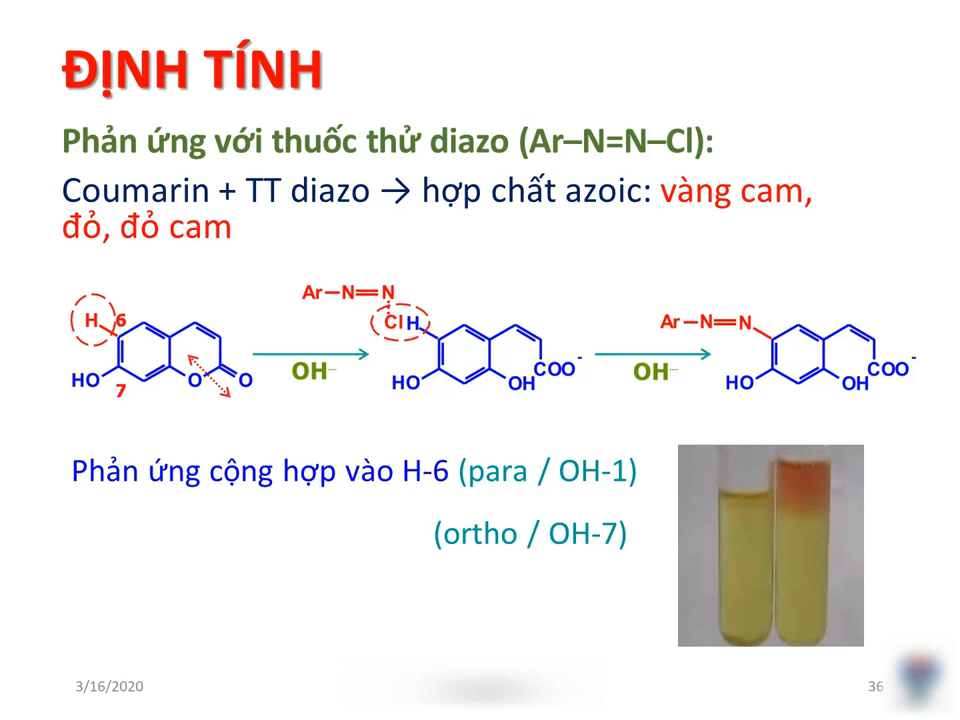 ĐỊNH TÍNH
Phản ứng với thuốc thử diazo (Ar–N=N–Cl):
Coumarin + TT diazo → hợp chất azoic: vàng cam,
đỏ, đỏ cam
Ar–N=N
Cl H
H 6
HO 7 O O
OH–
HO OH COO-
OH–
Ar–N=N
HO OH COO-
Phản ứng cộng hợp vào H-6 (para / OH-1)
(ortho / OH-7)
3/16/2020
36